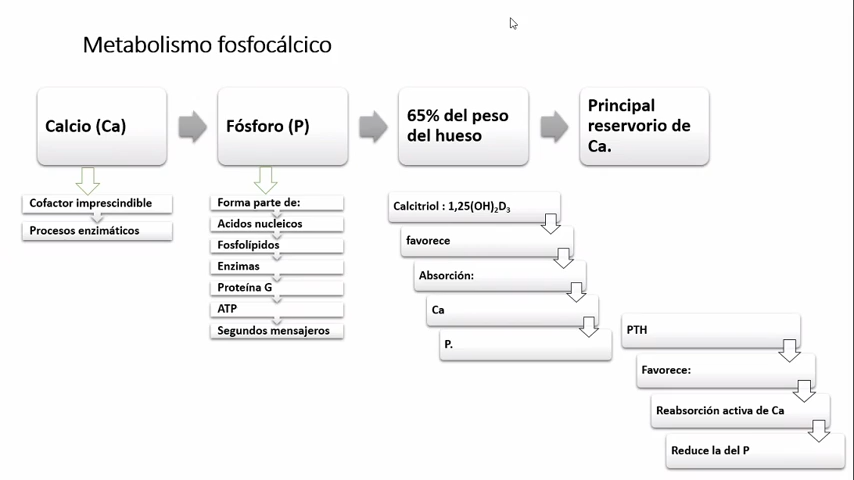 Metabolismo fosfocálcico
Calcio (Ca)
Fósforo (P)
65% del peso
del hueso
Principal
reservorio de
Ca.
Cofactor imprescindible
Procesos enzimáticos
Forma parte de:
Acidos nucleicos
Fosfolípidos
Enzimas
Proteína G
ATP
Segundos mensajeros
Calcitriol : 1,25(OH)₂D₃
favorece
Absorción:
Ca
P.
PTH
Favorece:
Reabsorción activa de Ca
Reduce la del P